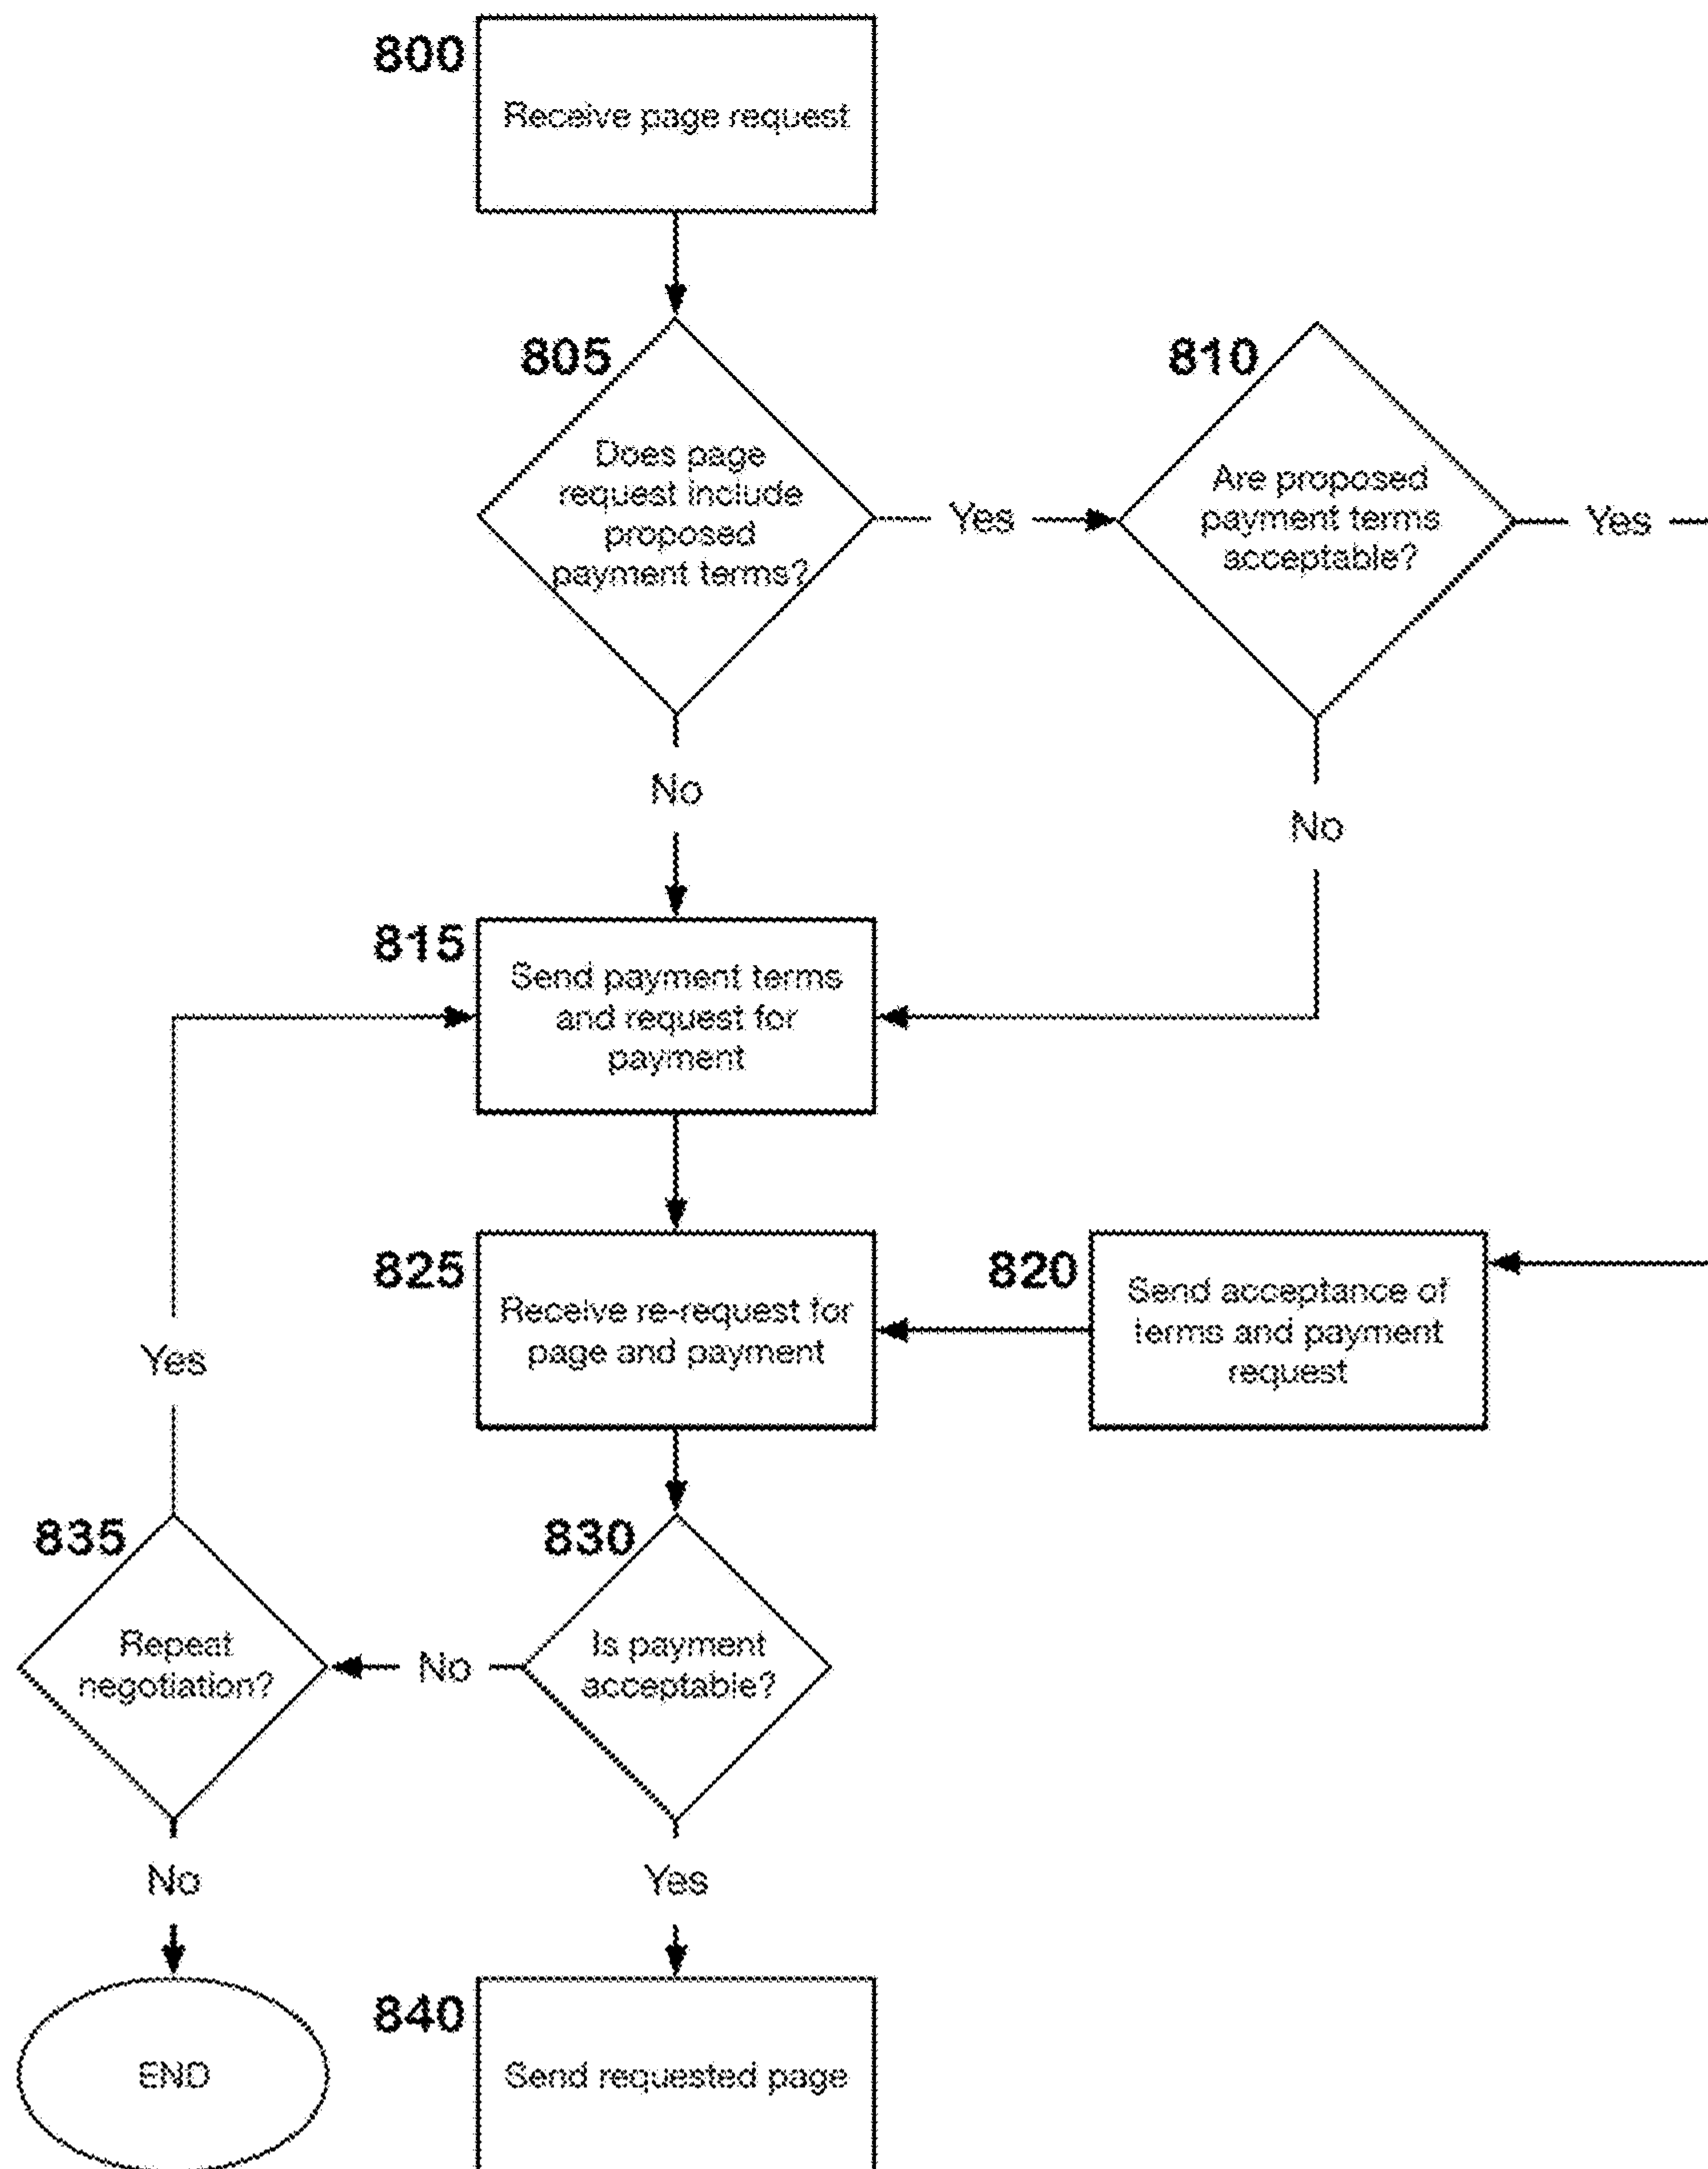 800
Receive page request
805
Does page
request include
proposed
payment terms?
Yes
810
Are proposed
payment terms
acceptable?
Yes
No
No
815
Send payment terms
and request for
payment
825
Receive re-request for
page and payment
820
Send acceptance of
terms and payment
request
Yes
835
Repeat
negotiation?
No
830
Is payment
acceptable?
No
Yes
END
840
Send requested page